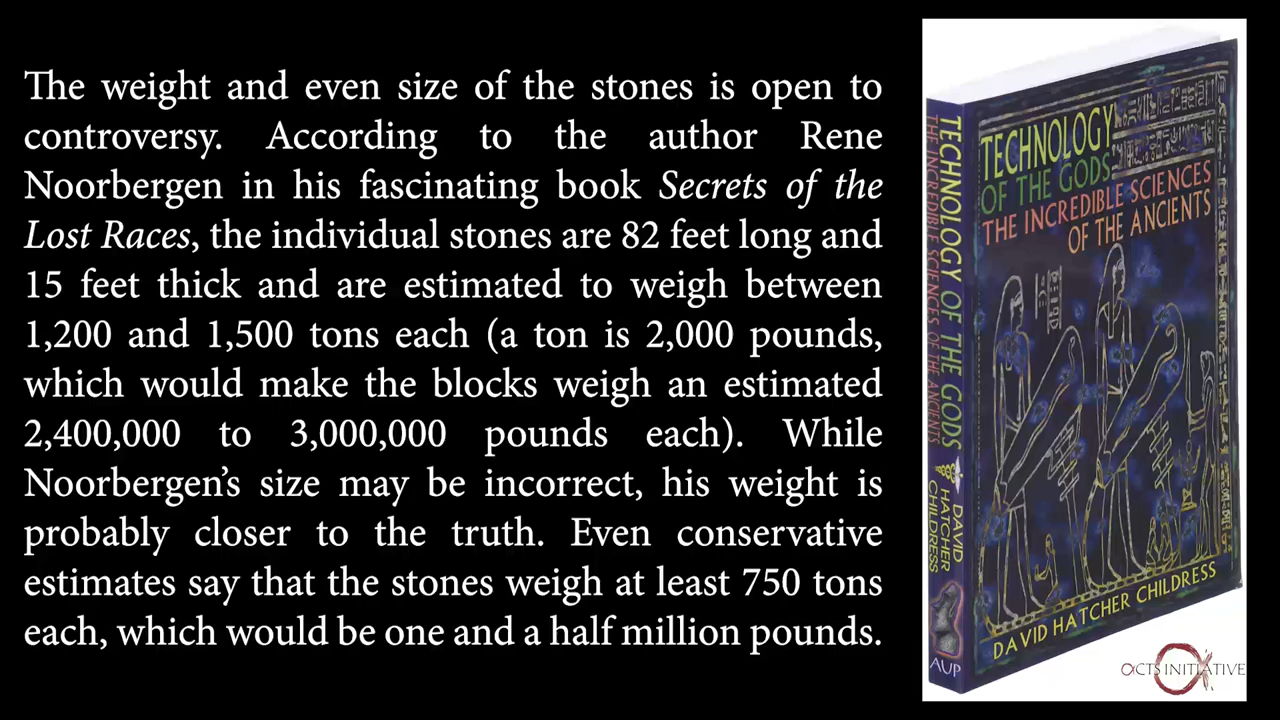 The weight and even size of the stones is open to
controversy. According to the author Rene
Noorbergen in his fascinating book Secrets of the
Lost Races, the individual stones are 82 feet long and
15 feet thick and are estimated to weigh between
1,200 and 1,500 tons each (a ton is 2,000 pounds,
which would make the blocks weigh an estimated
2,400,000 to 3,000,000 pounds each). While
Noorbergen’s size may be incorrect, his weight is
probably closer to the truth. Even conservative
estimates say that the stones weigh at least 750 tons
each, which would be one and a half million pounds.
TECHNOLOGY OF THE GODS
THE INCREDIBLE SCIENCES OF THE ANCIENTS
DAVID
HATCHER
CHILDRESS
AUP
TECHNOLOGY
OF THE GODS
THE INCREDIBLE SCIENCES
OF THE ANCIENTS
DAVID HATCHER CHILDRESS
ACTS INITIATIVE